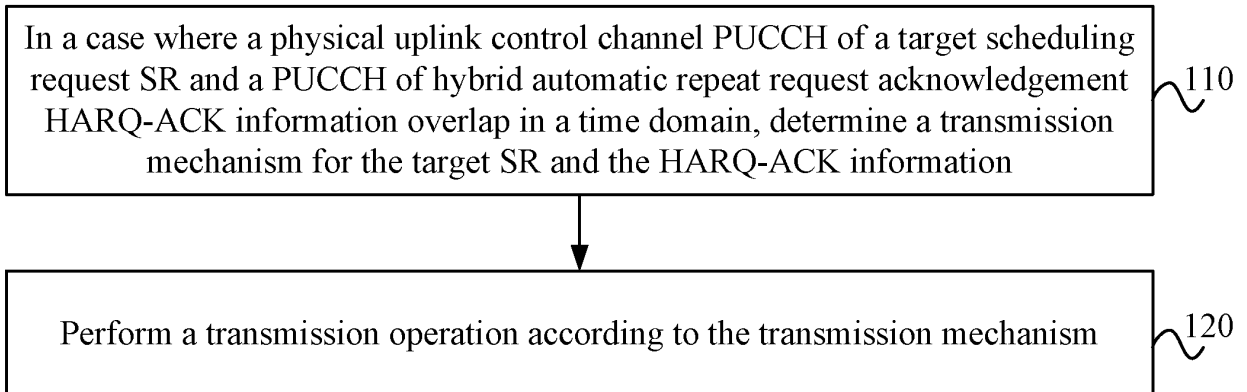 In a case where a physical uplink control channel PUCCH of a target scheduling
request SR and a PUCCH of hybrid automatic repeat request acknowledgement
HARQ-ACK information overlap in a time domain, determine a transmission
mechanism for the target SR and the HARQ-ACK information
110
Perform a transmission operation according to the transmission mechanism
120